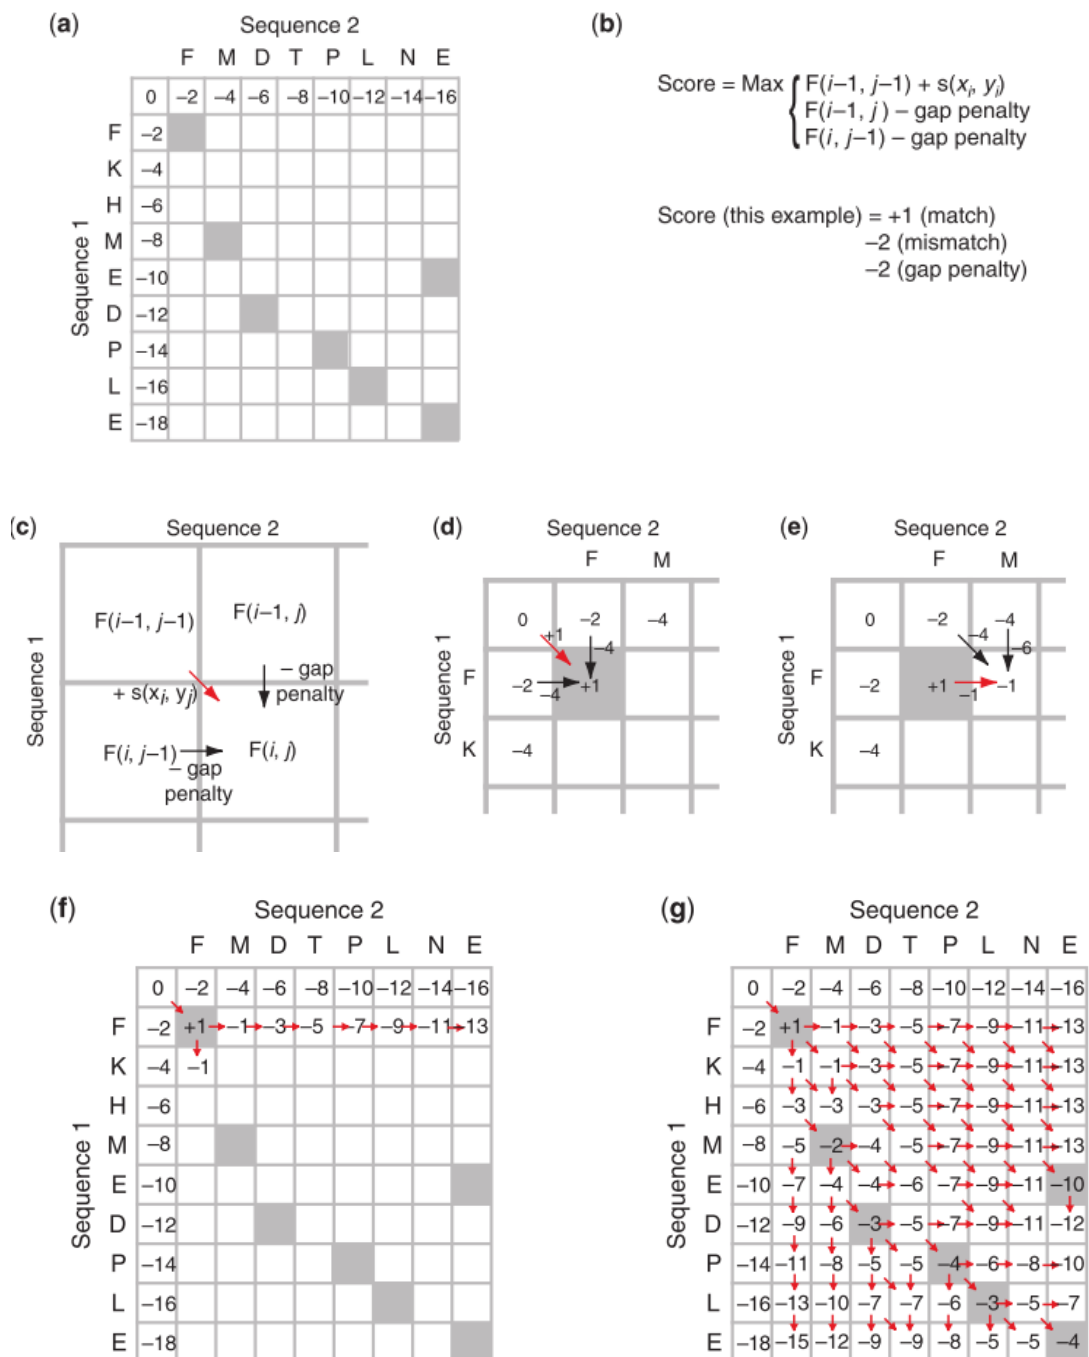 (a)
Sequence 2
F M D T P L N E
0 −2 −4 −6 −8 −10 −12 −14 −16
F −2
K −4
H −6
M −8
E −10
D −12
P −14
L −16
E −18
Sequence 1
(b)
Score = Max { F(i−1, j−1) + s(xi, yi)
F(i−1, j ) − gap penalty
F(i, j−1) − gap penalty
Score (this example) = +1 (match)
−2 (mismatch)
−2 (gap penalty)
(c)
Sequence 2
Sequence 1
F(i−1, j−1)
F(i−1, j)
− gap
penalty
+ s(xi, yj)
F(i, j−1)
F(i, j)
− gap
penalty
(d)
Sequence 2
F M
Sequence 1
0 −2 −4
+1 −4
F −2 −4 +1
K −4
(e)
Sequence 2
F M
Sequence 1
0 −2 −4
−4 −6
F −2 +1 −1 −1
K −4
(f)
Sequence 2
F M D T P L N E
0 −2 −4 −6 −8 −10 −12 −14 −16
F −2 +1 −1 −3 −5 −7 −9 −11 −13
K −4 −1
H −6
M −8
E −10
D −12
P −14
L −16
E −18
Sequence 1
(g)
Sequence 2
F M D T P L N E
0 −2 −4 −6 −8 −10 −12 −14 −16
F −2 +1 −1 −3 −5 −7 −9 −11 −13
K −4 −1 −1 −3 −5 −7 −9 −11 −13
H −6 −3 −3 −3 −5 −7 −9 −11 −13
M −8 −5 −2 −4 −5 −7 −9 −11 −13
E −10 −7 −4 −4 −6 −7 −9 −11 −10
D −12 −9 −6 −3 −5 −7 −9 −11 −12
P −14 −11 −8 −5 −5 −4 −6 −8 −10
L −16 −13 −10 −7 −7 −6 −3 −5 −7
E −18 −15 −12 −9 −9 −8 −5 −5 −4
Sequence 1